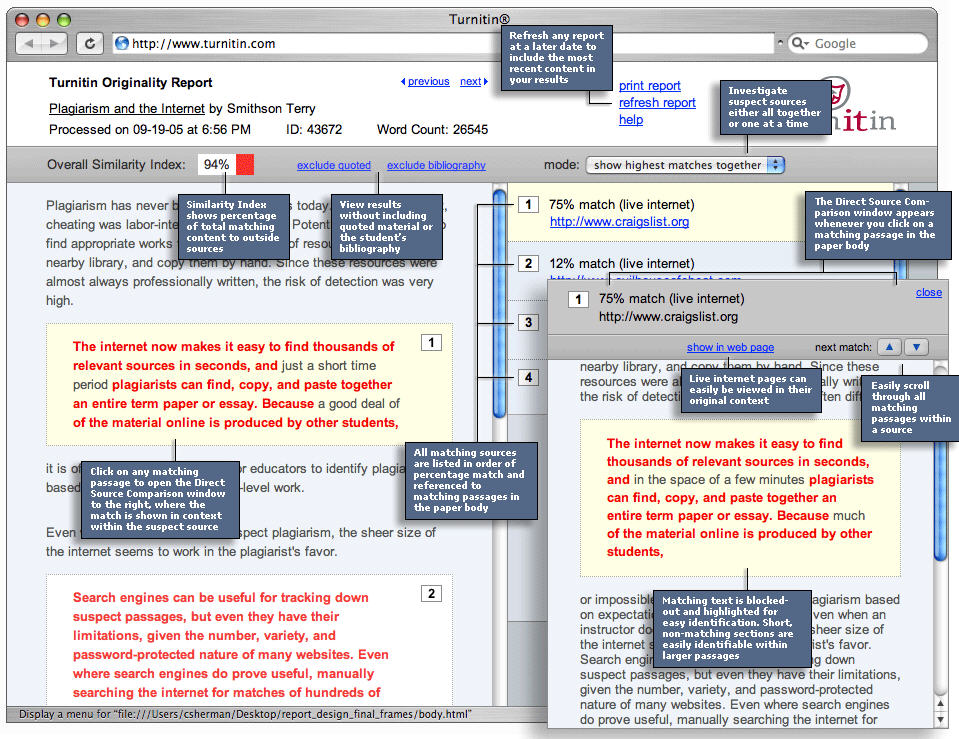 Turnitin®
http://www.turnitin.com
Google
Refresh any report
at a later date to
include the most
recent content in
your results
Turnitin Originality Report
previous next
print report
refresh report
help
Plagiarism and the Internet by Smithson Terry
Processed on 09-19-05 at 6:56 PM ID: 43672 Word Count: 26545
Investigate
suspect sources
either all together
or one at a time
itin
Overall Similarity Index: 94%
exclude quoted exclude bibliography
mode: show highest matches together
Similarity Index
shows percentage
of total matching
content to outside
sources
View results
without including
quoted material or
the student's
bibliography
Plagiarism has never
cheating was labor-inte
find appropriate works of resou
nearby library, and copy them by hand. Since these resources were
almost always professionally written, the risk of detection was very
high.
1
The internet now makes it easy to find thousands of
relevant sources in seconds, and just a short time
period plagiarists can find, copy, and paste together
an entire term paper or essay. Because a good deal of
of the material online is produced by other students,
Click on any matching
passage to open the Direct
Source Comparison window
to the right, where the
match is shown in context
within the suspect source
it is of or educators to identify plagia
based -level work.
Even spect plagiarism, the sheer size of
the internet seems to work in the plagiarist's favor.
2
Search engines can be useful for tracking down
suspect passages, but even they have their
limitations, given the number, variety, and
password-protected nature of many websites. Even
where search engines do prove useful, manually
searching the internet for matches of hundreds of
Display a menu for "file:///Users/csherman/Desktop/report_design_final_frames/body.html"
1 75% match (live internet)
http://www.craigslist.org
2 12% match (live internet)
3
4
All matching sources
are listed in order of
percentage match and
referenced to
matching passages in
the paper body
The Direct Source Com-
parison window appears
whenever you click on a
matching passage in the
paper body
close
1 75% match (live internet)
http://www.craigslist.org
show in web page next match:
Live internet pages can
easily be viewed in their
original context
Easily scroll
through all
matching
passages within
a source
nearby library, and copy them by hand. Since these
resources were al
the risk of detecti
The internet now makes it easy to find
thousands of relevant sources in seconds,
and in the space of a few minutes plagiarists
can find, copy, and paste together an
entire term paper or essay. Because much
of the material online is produced by other
students,
Matching text is blocked-
out and highlighted for
easy identification. Short,
non-matching sections are
easily identifiable within
larger passages
or impossible agiarism based
on expectatio ven when an
instructor do sheer size of
the internet s ist's favor.
Search engin ing down
suspect passages, but even they have their limitations,
given the number, variety, and password-protected
nature of many websites. Even where search engines
do prove useful, manually searching the internet for